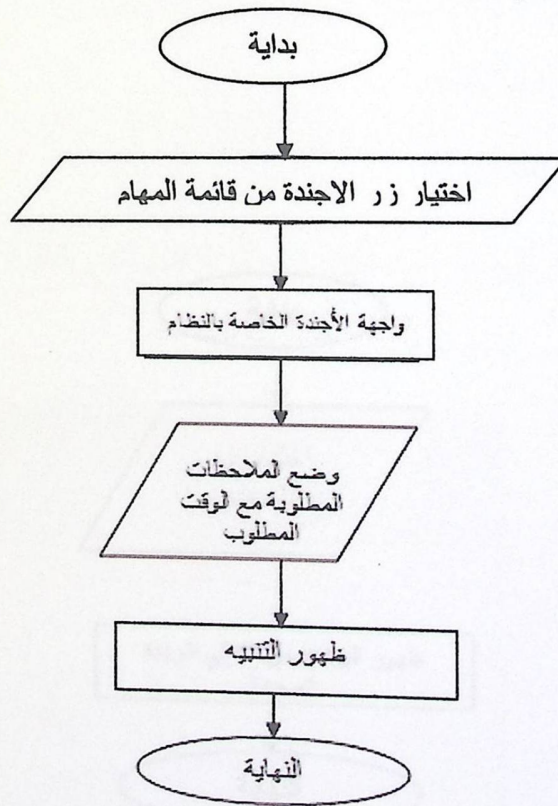 بداية
اختيار زر الاجندة من قائمة المهام
واجهة الأجندة الخاصة بالنظام
وضع الملاحظات
المطلوبة مع الوقت
المطلوب
ظهور التنبيه
النهاية